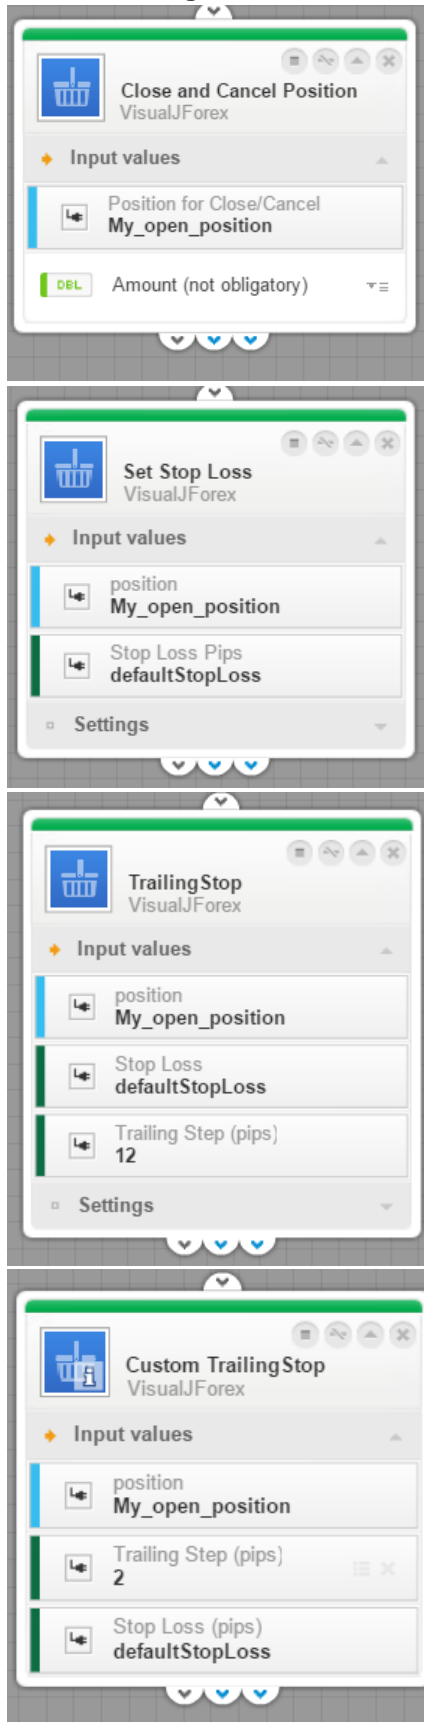 Close and Cancel Position
VisualJForex
Input values
Position for Close/Cancel
My_open_position
DBL
Amount (not obligatory)
Set Stop Loss
VisualJForex
Input values
position
My_open_position
Stop Loss Pips
defaultStopLoss
Settings
TrailingStop
VisualJForex
Input values
position
My_open_position
Stop Loss
defaultStopLoss
Trailing Step (pips)
12
Settings
i
Custom TrailingStop
VisualJForex
Input values
position
My_open_position
Trailing Step (pips)
2
Stop Loss (pips)
defaultStopLoss